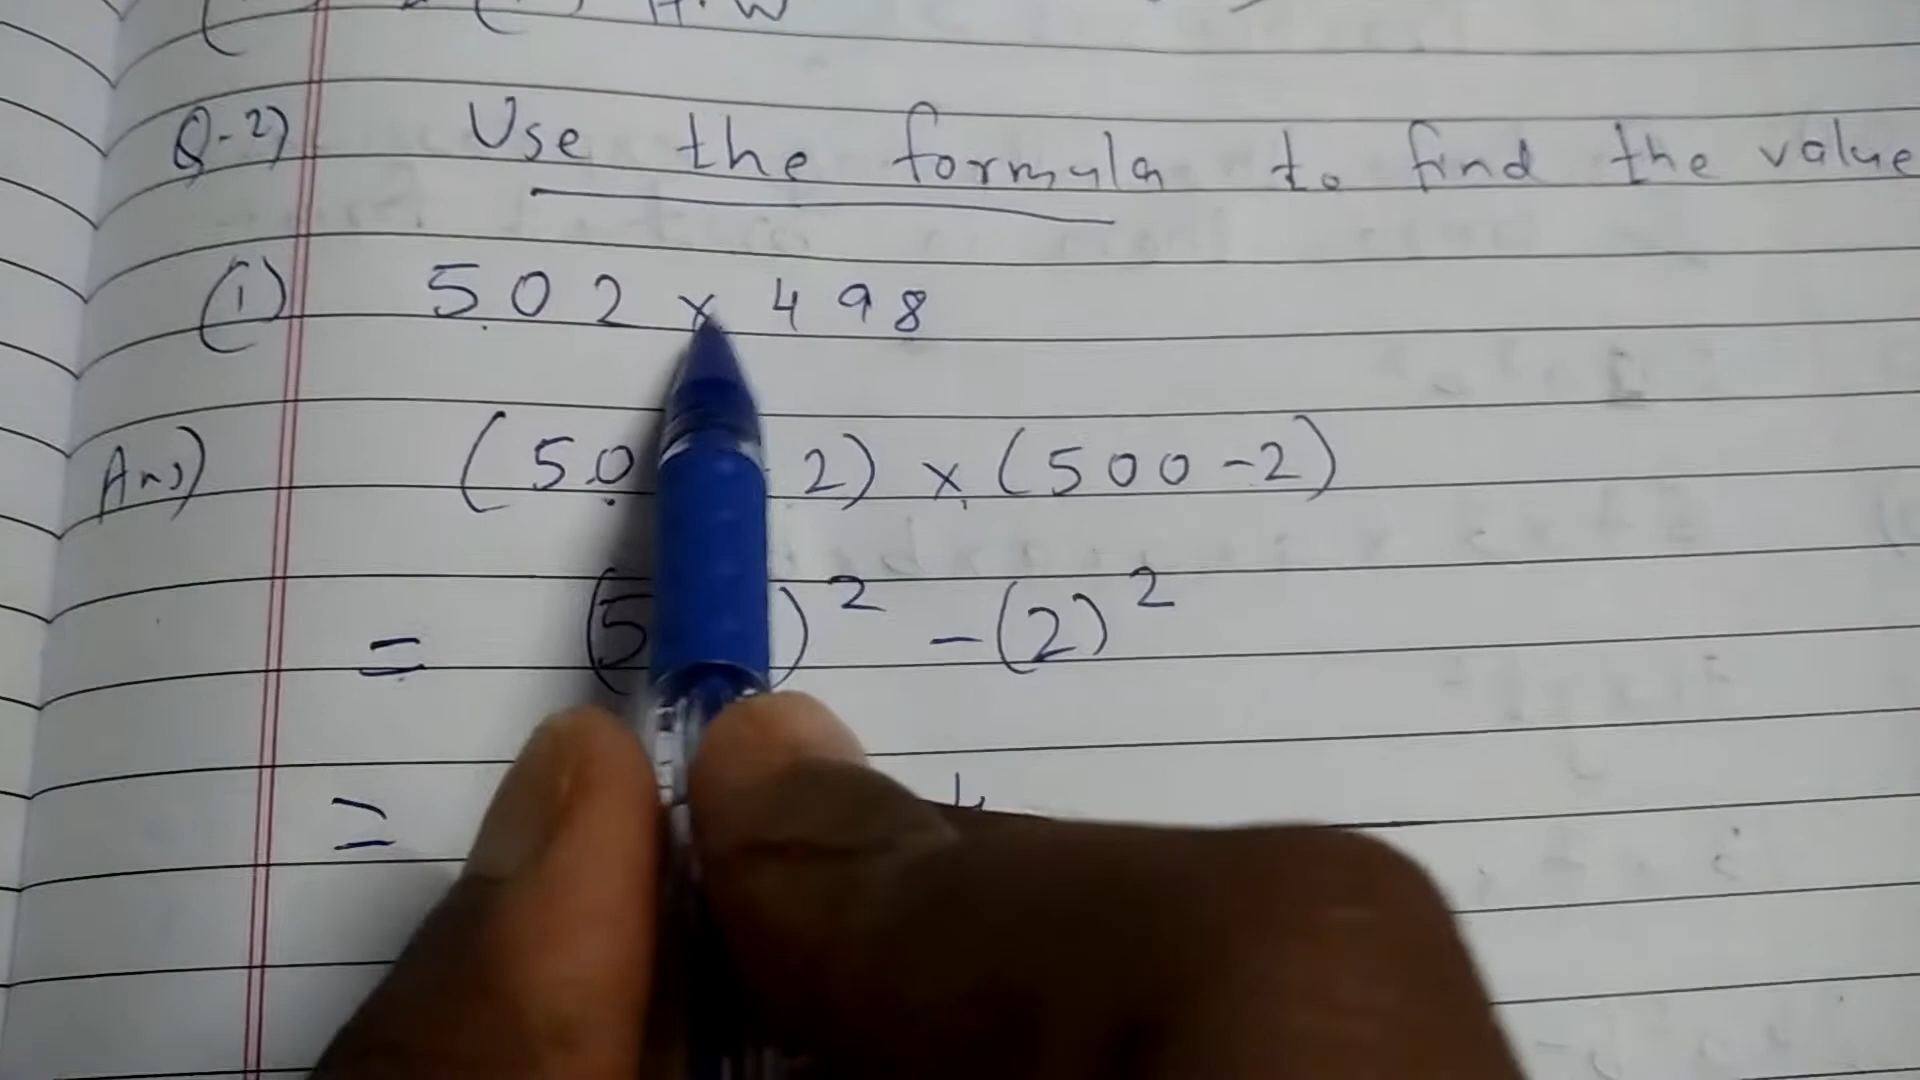 H.W
Q-2) Use the formula to find the value
(i) 502 x 498
Ans) (50 2) x (500-2)
= (5 )² - (2)²
= 4